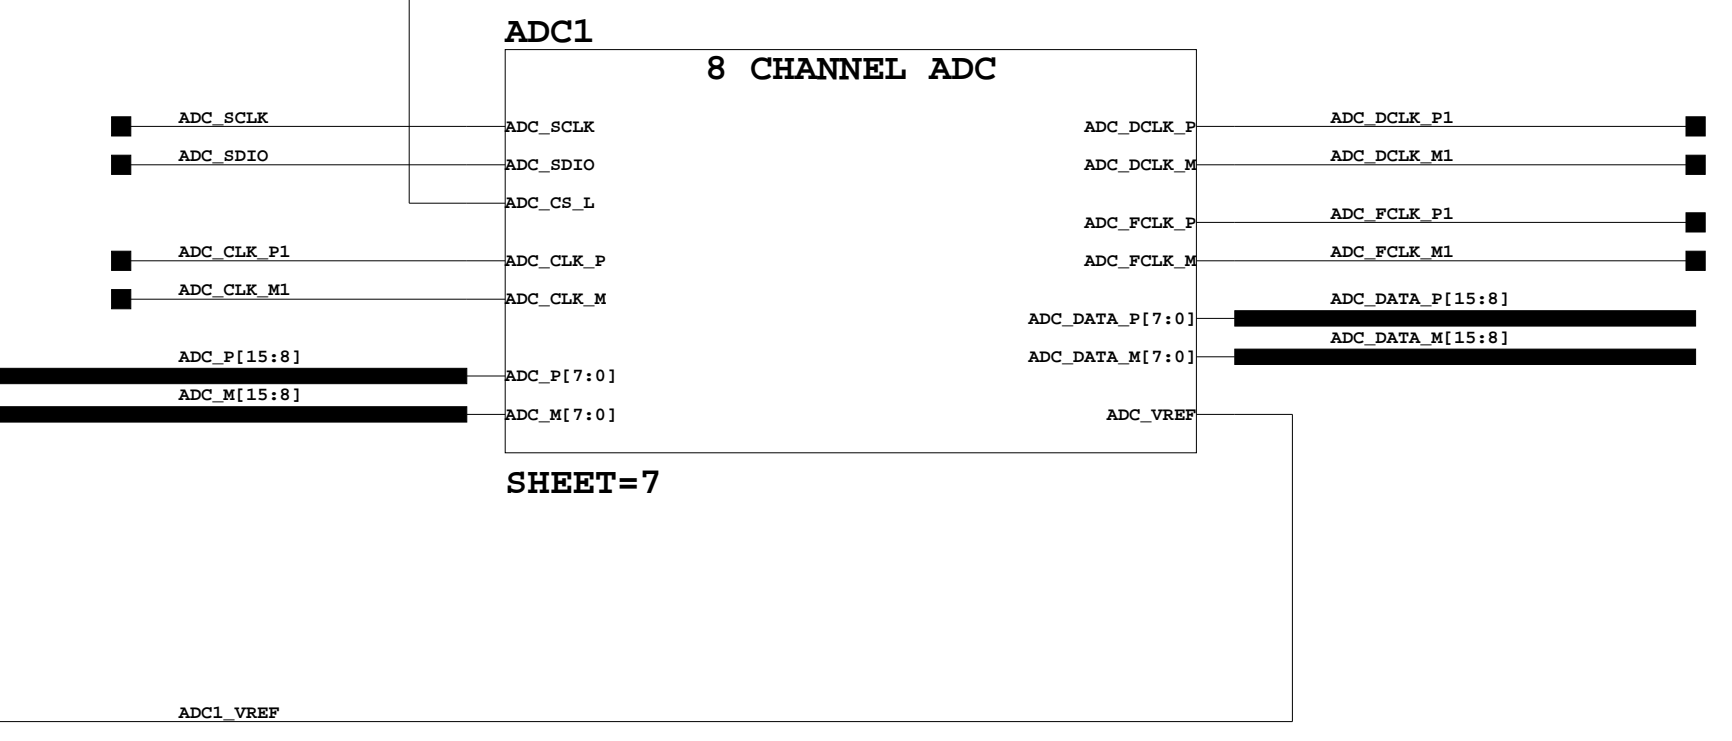 ADC1
8 CHANNEL ADC
ADC_SCLK
ADC_SCLK
ADC_DCLK_P
ADC_DCLK_P1
ADC_SDIO
ADC_SDIO
ADC_DCLK_M
ADC_DCLK_M1
ADC_CS_L
ADC_FCLK_P
ADC_FCLK_P1
ADC_CLK_P1
ADC_CLK_P
ADC_FCLK_M
ADC_FCLK_M1
ADC_CLK_M1
ADC_CLK_M
ADC_DATA_P[7:0]
ADC_DATA_P[15:8]
ADC_P[15:8]
ADC_DATA_M[7:0]
ADC_DATA_M[15:8]
ADC_P[7:0]
ADC_M[15:8]
ADC_M[7:0]
ADC_VREF
SHEET=7
ADC1_VREF